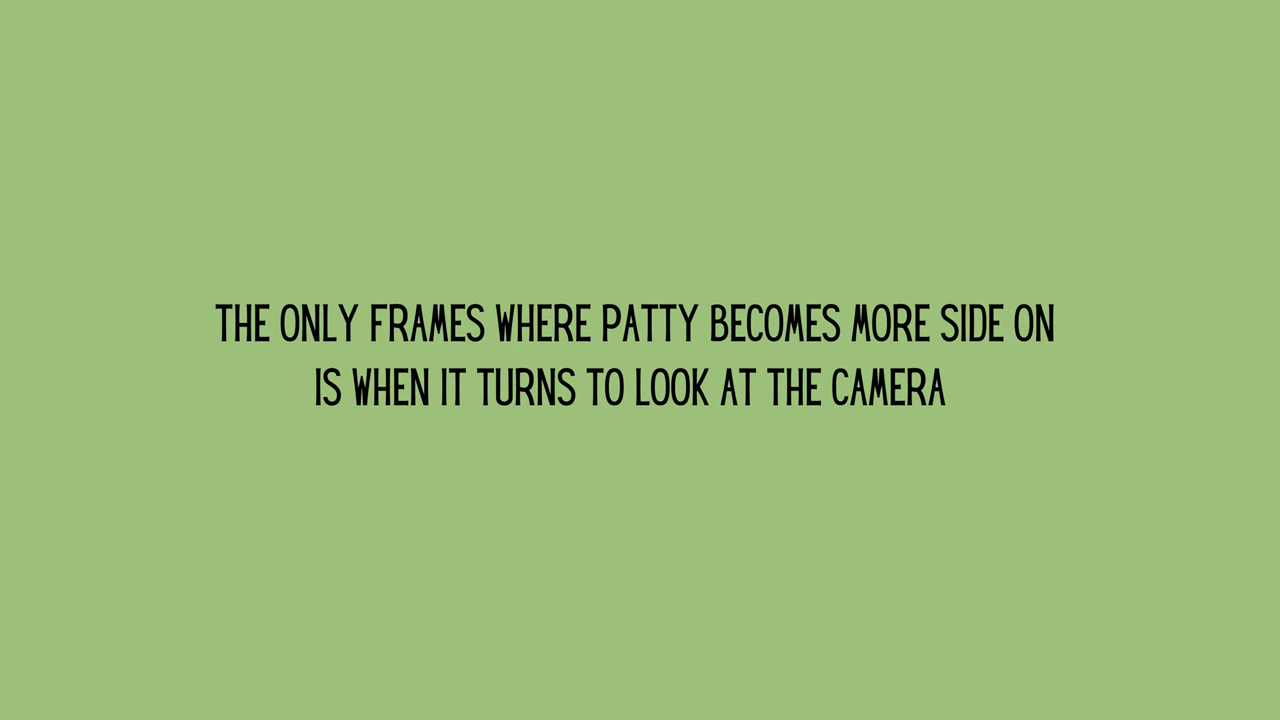 THE ONLY FRAMES WHERE PATTY BECOMES MORE SIDE ON
IS WHEN IT TURNS TO LOOK AT THE CAMERA